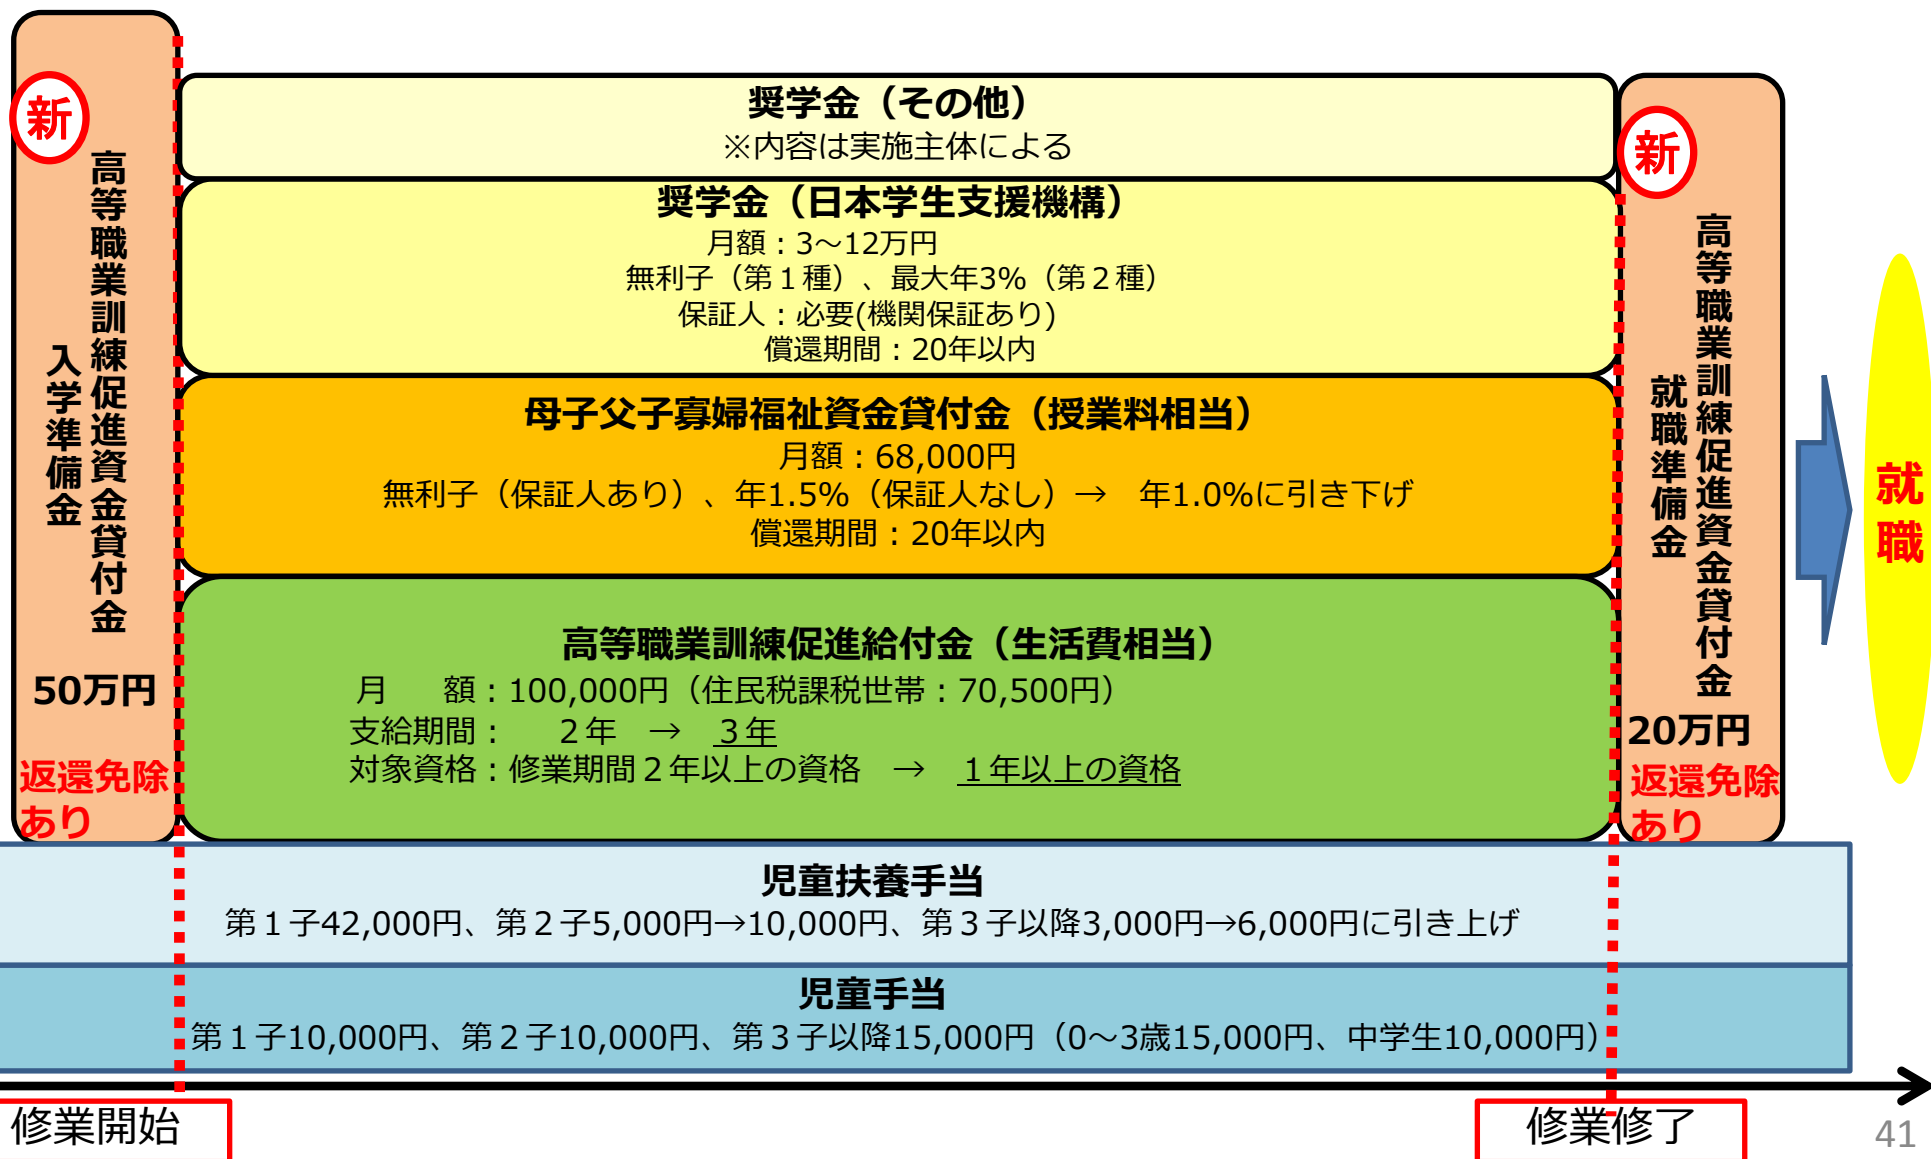 新
高等職業訓練促進資金貸付金
入学準備金
50万円
返還免除
あり
奨学金（その他）
※内容は実施主体による
奨学金（日本学生支援機構）
月額：3～12万円
無利子（第１種）、最大年3%（第２種）
保証人：必要(機関保証あり)
償還期間：20年以内
母子父子寡婦福祉資金貸付金（授業料相当）
月額：68,000円
無利子（保証人あり）、年1.5%（保証人なし）→　年1.0%に引き下げ
償還期間：20年以内
高等職業訓練促進給付金（生活費相当）
月　　額：100,000円（住民税課税世帯：70,500円）
支給期間：　　２年　→　３年
対象資格：修業期間２年以上の資格　→　１年以上の資格
新
高等職業訓練促進資金貸付金
就職準備金
20万円
返還免除
あり
就職
児童扶養手当
第１子42,000円、第２子5,000円→10,000円、第３子以降3,000円→6,000円に引き上げ
児童手当
第１子10,000円、第２子10,000円、第３子以降15,000円（0～3歳15,000円、中学生10,000円）
修業開始
修業修了
41